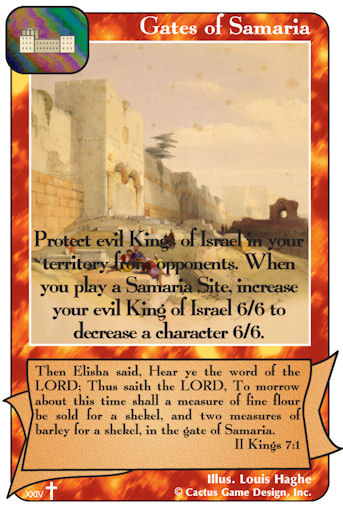 Gates of Samaria
Protect evil Kings of Israel in your
territory from opponents. When
you play a Samaria Site, increase
your evil King of Israel 6/6 to
decrease a character 6/6.
Then Elisha said, Hear ye the word of the
LORD; Thus saith the LORD, To morrow
about this time shall a measure of fine flour
be sold for a shekel, and two measures of
barley for a shekel, in the gate of Samaria.
II Kings 7:1
Illus. Louis Haghe
XXIV © Cactus Game Design, Inc.